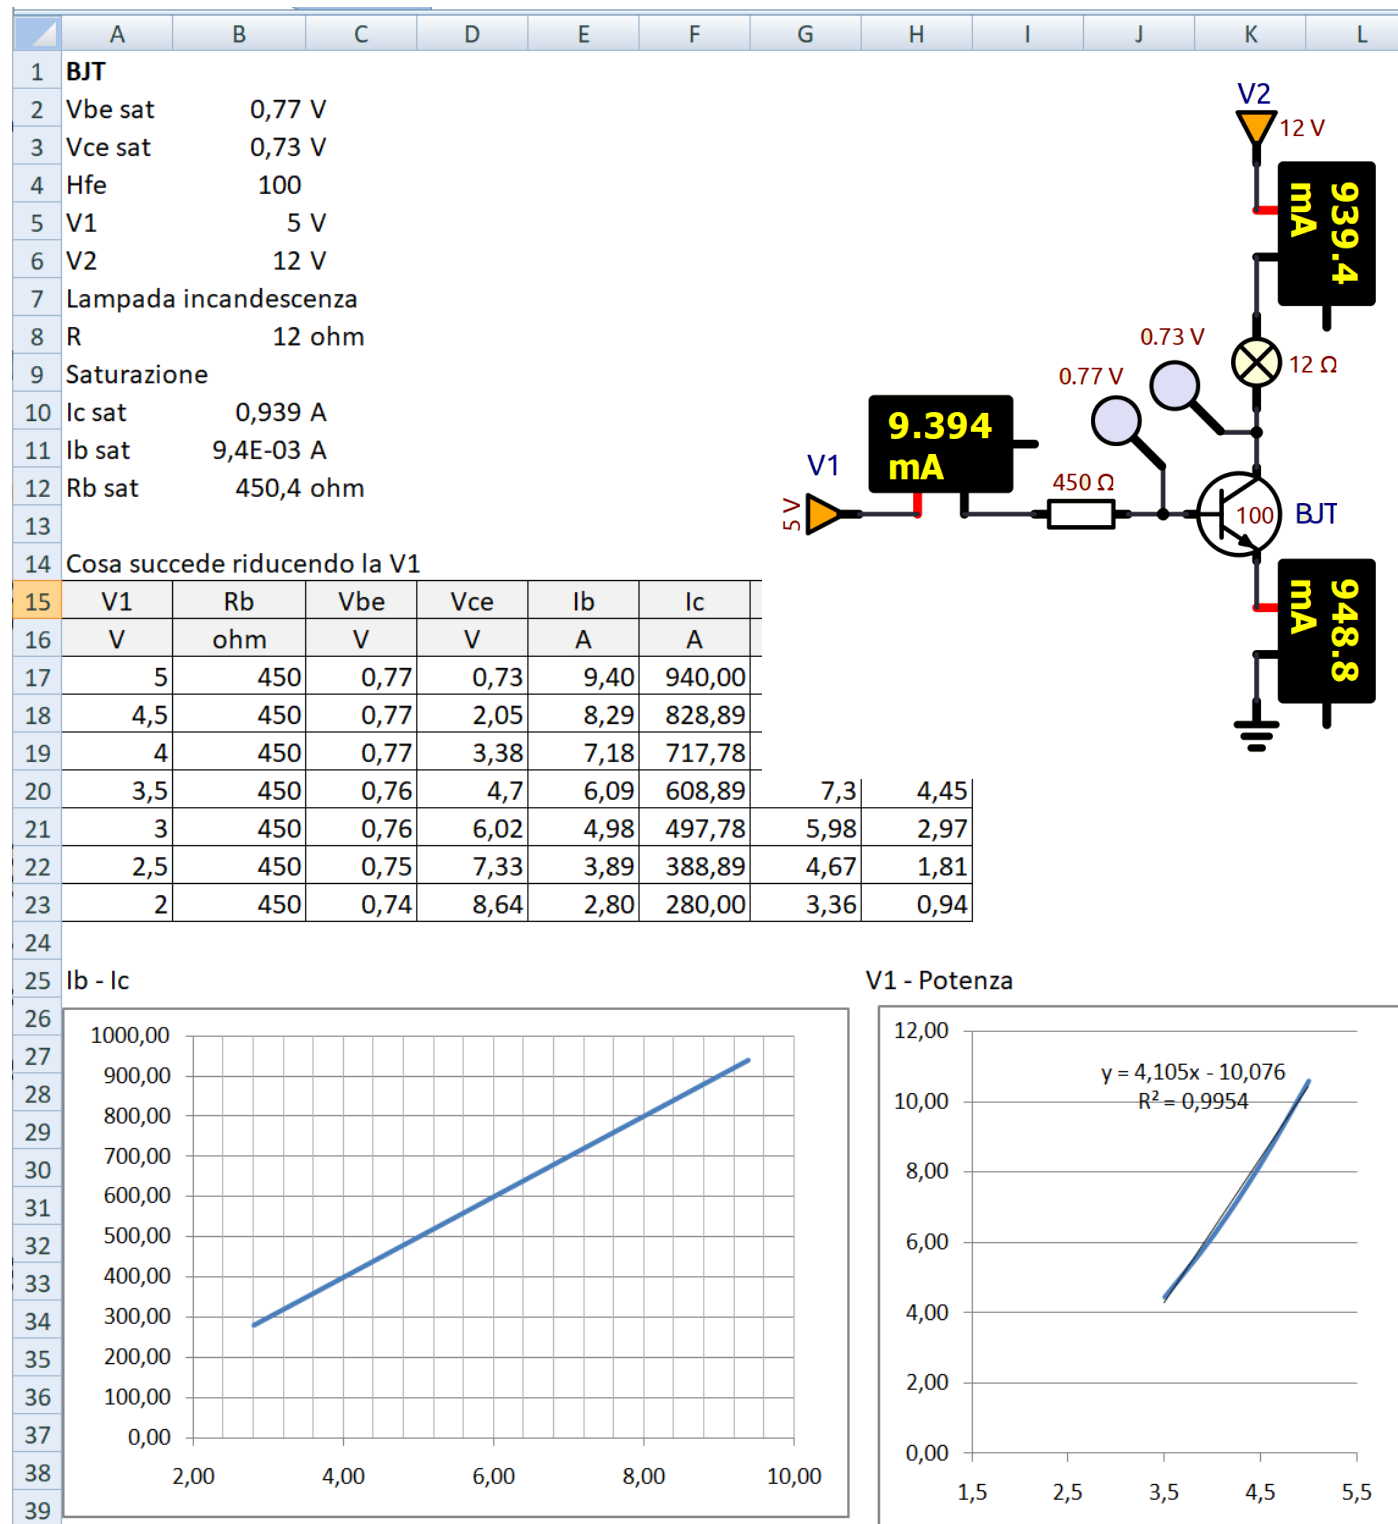 A B C D E F G H I J K L
1 BJT
2 Vbe sat 0,77 V
3 Vce sat 0,73 V
4 Hfe 100
5 V1 5 V
6 V2 12 V
7 Lampada incandescenza
8 R 12 ohm
9 Saturazione
10 Ic sat 0,939 A
11 Ib sat 9,4E-03 A
12 Rb sat 450,4 ohm
13
14 Cosa succede riducendo la V1
15 V1 Rb Vbe Vce Ib Ic
16 V ohm V V A A
17 5 450 0,77 0,73 9,40 940,00
18 4,5 450 0,77 2,05 8,29 828,89
19 4 450 0,77 3,38 7,18 717,78
20 3,5 450 0,76 4,7 6,09 608,89 7,3 4,45
21 3 450 0,76 6,02 4,98 497,78 5,98 2,97
22 2,5 450 0,75 7,33 3,89 388,89 4,67 1,81
23 2 450 0,74 8,64 2,80 280,00 3,36 0,94
24
25 Ib - Ic V1 - Potenza
26
27
28
29
30
31
32
33
34
35
36
37
38
39
V2
12 V
939.4
mA
0.73 V
12 Ω
0.77 V
9.394
mA
V1
5 V
450 Ω
100
BJT
948.8
mA
1000,00
900,00
800,00
700,00
600,00
500,00
400,00
300,00
200,00
100,00
0,00
2,00 4,00 6,00 8,00 10,00
12,00
y = 4,105x - 10,076
R² = 0,9954
10,00
8,00
6,00
4,00
2,00
0,00
1,5 2,5 3,5 4,5 5,5